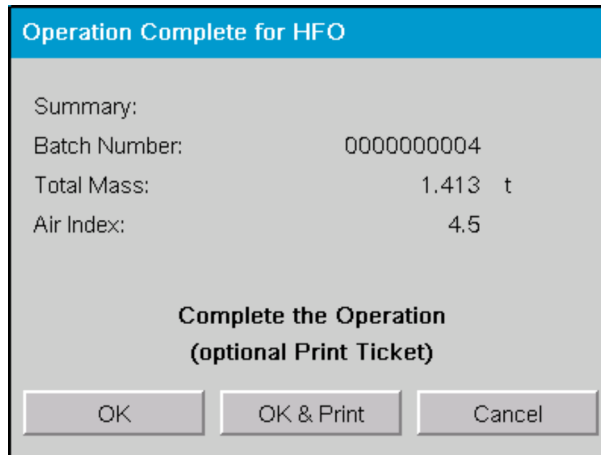 Operation Complete for HFO
Summary:
Batch Number: 0000000004
Total Mass: 1.413 t
Air Index: 4.5
Complete the Operation
(optional Print Ticket)
OK OK & Print Cancel